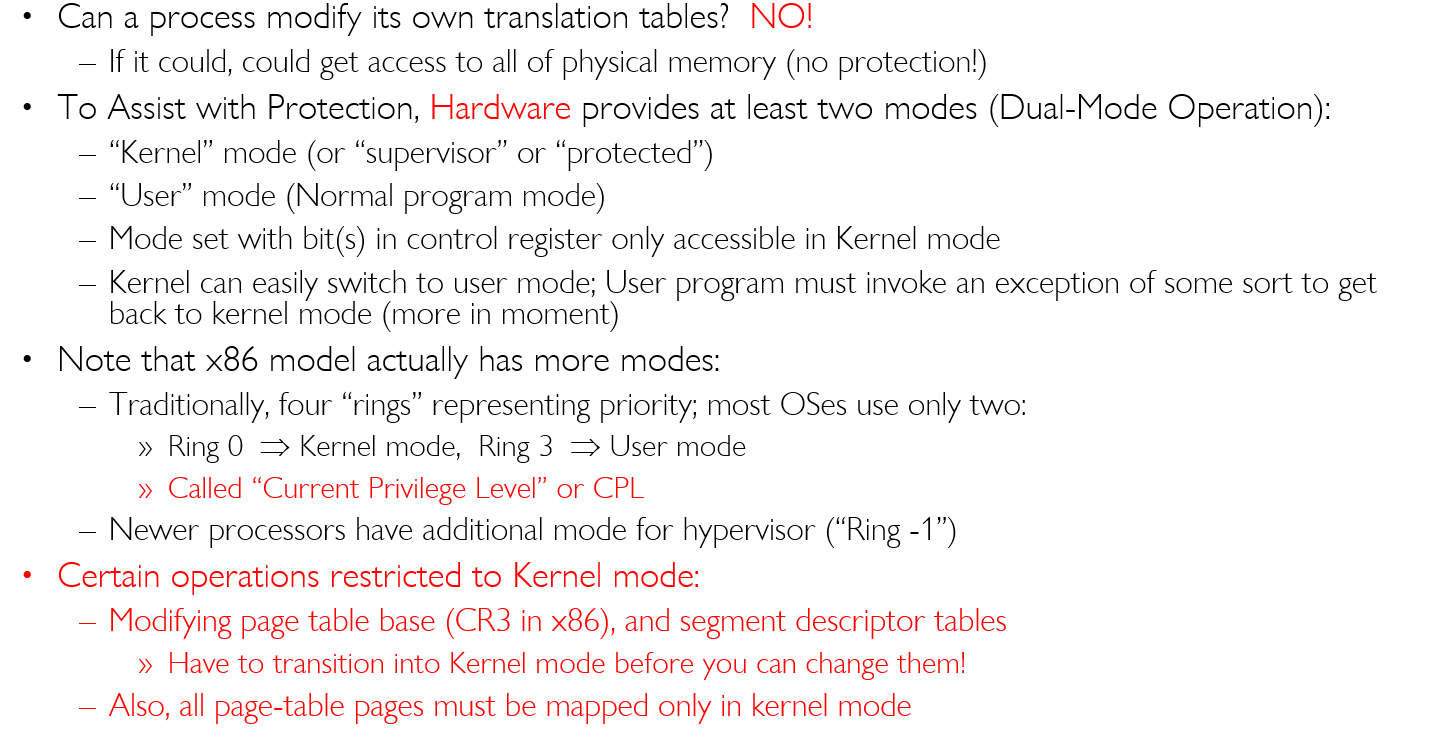 • Can a process modify its own translation tables?  NO!
– If it could, could get access to all of physical memory (no protection!)
• To Assist with Protection, Hardware provides at least two modes (Dual-Mode Operation):
– “Kernel” mode (or “supervisor” or “protected”)
– “User” mode (Normal program mode)
– Mode set with bit(s) in control register only accessible in Kernel mode
– Kernel can easily switch to user mode; User program must invoke an exception of some sort to get
back to kernel mode (more in moment)
• Note that x86 model actually has more modes:
– Traditionally, four “rings” representing priority; most OSes use only two:
» Ring 0 ⇒ Kernel mode,  Ring 3 ⇒ User mode
» Called “Current Privilege Level” or CPL
– Newer processors have additional mode for hypervisor (“Ring -1”)
• Certain operations restricted to Kernel mode:
– Modifying page table base (CR3 in x86), and segment descriptor tables
» Have to transition into Kernel mode before you can change them!
– Also, all page-table pages must be mapped only in kernel mode